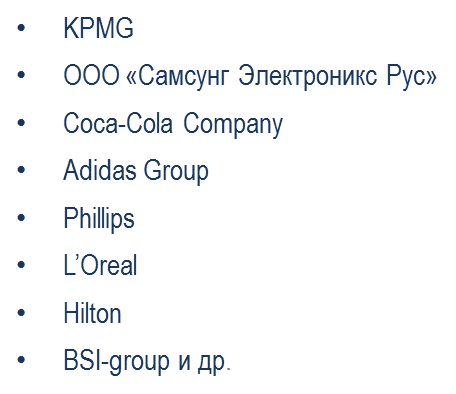 • KPMG
• ООО «Самсунг Электроникс Рус»
• Coca-Cola Company
• Adidas Group
• Phillips
• L’Oreal
• Hilton
• BSI-group и др.